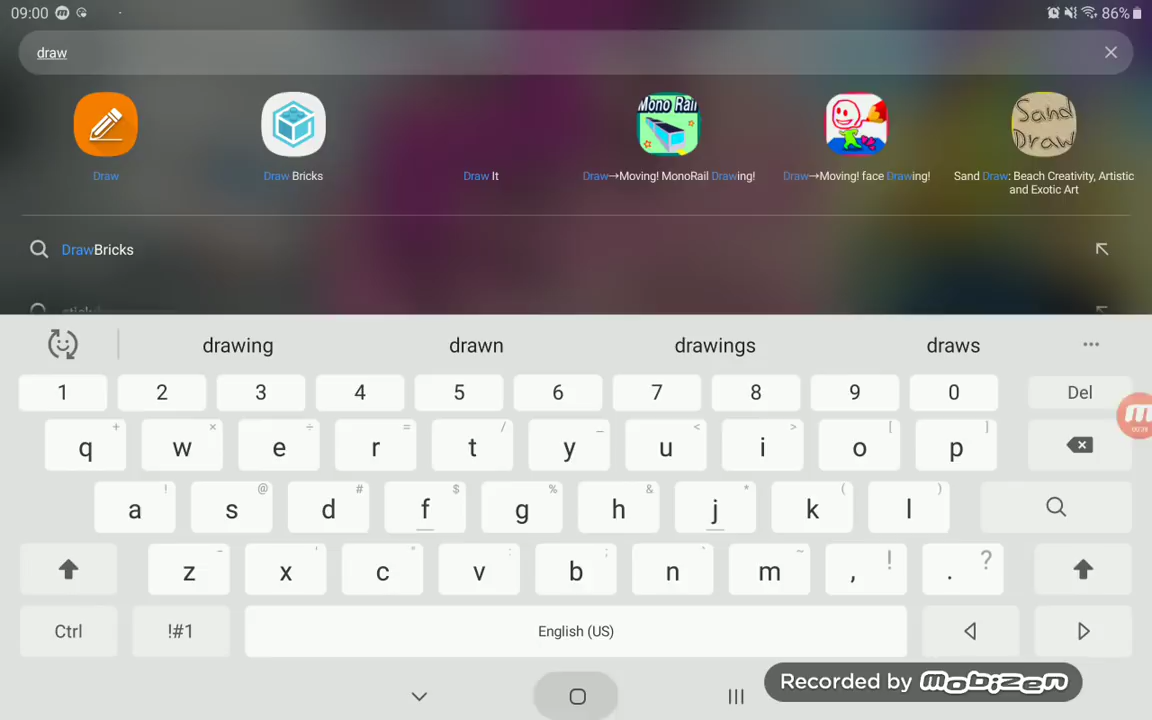 09:00
86%
draw
Mono Rail
Sand Draw
Draw
Draw Bricks
Draw It
Draw→Moving! MonoRail Drawing!
Draw→Moving! face Drawing!
Sand Draw: Beach Creativity, Artistic
and Exotic Art
DrawBricks
drawing drawn drawings draws ...
1 2 3 4 5 6 7 8 9 0 Del
q + w × e ÷ r = t / y _ u < i > o [ p ]
a ! s @ d # f $ g % h & j * k ( l )
z - x ' c " v : b ; n ` m ~ , ! . ?
Ctrl !#1 English (US)
Recorded by mobizen